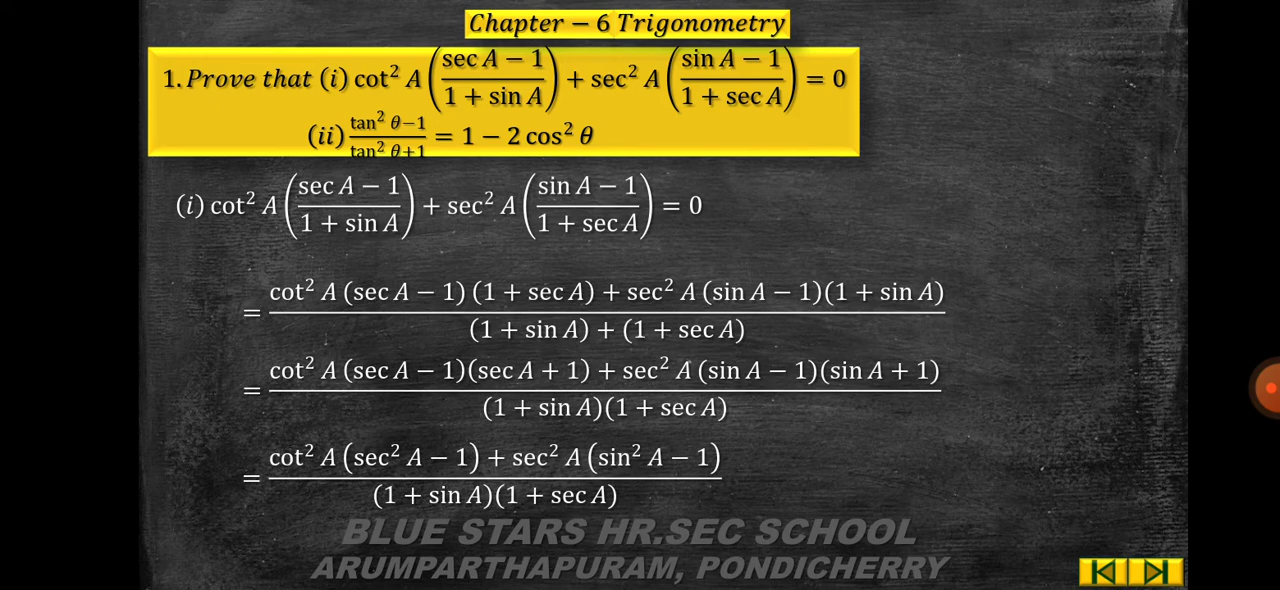 Chapter – 6 Trigonometry
1. Prove that (i) cot² A ((sec A − 1)/(1 + sin A)) + sec² A ((sin A − 1)/(1 + sec A)) = 0
(ii) (tan² θ−1)/(tan² θ+1) = 1 − 2 cos² θ
(i) cot² A ((sec A − 1)/(1 + sin A)) + sec² A ((sin A − 1)/(1 + sec A)) = 0
= (cot² A (sec A − 1) (1 + sec A) + sec² A (sin A − 1)(1 + sin A))/((1 + sin A) + (1 + sec A))
= (cot² A (sec A − 1)(sec A + 1) + sec² A (sin A − 1)(sin A + 1))/((1 + sin A)(1 + sec A))
= (cot² A (sec² A − 1) + sec² A (sin² A − 1))/((1 + sin A)(1 + sec A))
BLUE STARS HR.SEC SCHOOL
ARUMPARTHAPURAM, PONDICHERRY